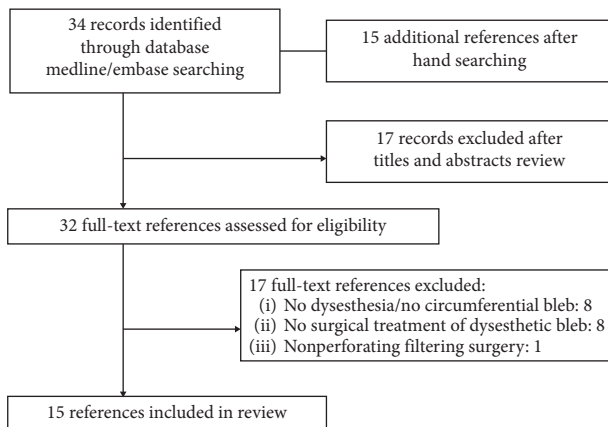 34 records identified
through database
medline/embase searching
15 additional references after
hand searching
17 records excluded after
titles and abstracts review
32 full-text references assessed for eligibility
17 full-text references excluded:
(i) No dysesthesia/no circumferential bleb: 8
(ii) No surgical treatment of dysesthetic bleb: 8
(iii) Nonperforating filtering surgery: 1
15 references included in review